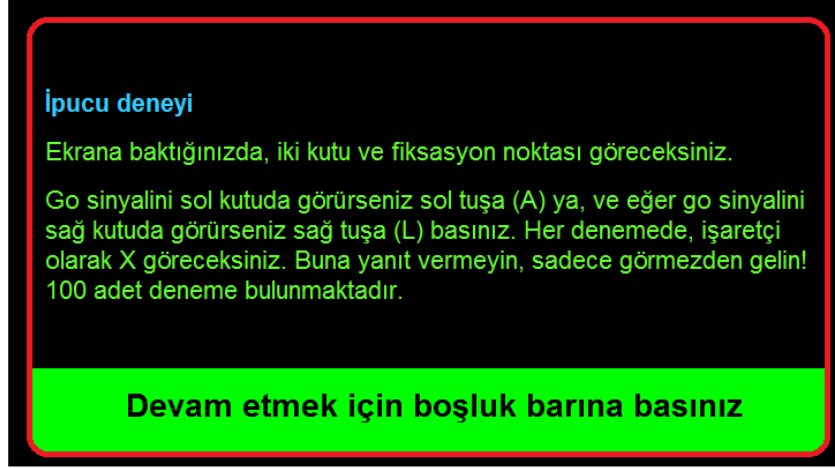 İpucu deneyi
Ekrana baktığınızda, iki kutu ve fiksasyon noktası göreceksiniz.
Go sinyalini sol kutuda görürseniz sol tuşa (A) ya, ve eğer go sinyalini
sağ kutuda görürseniz sağ tuşa (L) basınız. Her denemede, işaretçi
olarak X göreceksiniz. Buna yanıt vermeyin, sadece görmezden gelin!
100 adet deneme bulunmaktadır.
Devam etmek için boşluk barına basınız